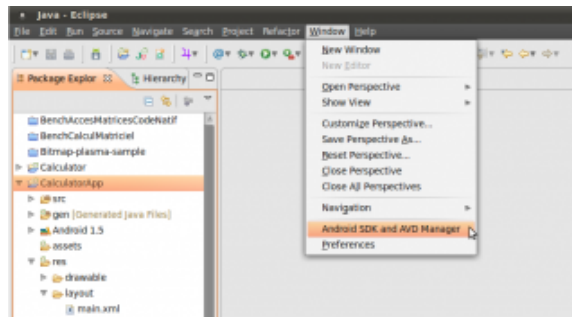 Java - Eclipse
File Edit Run Source Navigate Search Project Refactor Window Help
Package Explor Hierarchy
BenchAccesMatricesCodeNatif
BenchCalculMatriciel
Bitmap-plasma-sample
Calculator
CalculatorApp
src
gen [Generated Java Files]
Android 1.5
assets
res
drawable
layout
main.xml
New Window
New Editor
Open Perspective
Show View
Customize Perspective...
Save Perspective As...
Reset Perspective...
Close Perspective
Close All Perspectives
Navigation
Android SDK and AVD Manager
Preferences